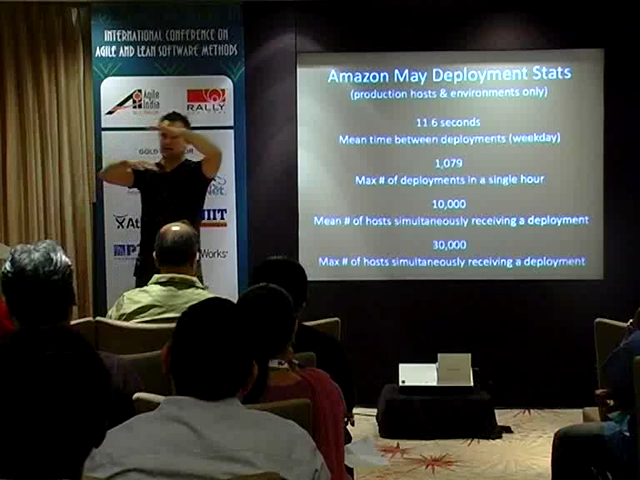 INTERNATIONAL CONFERENCE ON
AGILE AND LEAN SOFTWARE METHODS
Agile
India
RALLY
GOLD
Amazon May Deployment Stats
(production hosts & environments only)
11.6 seconds
Mean time between deployments (weekday)
1,079
Max # of deployments in a single hour
10,000
Mean # of hosts simultaneously receiving a deployment
30,000
Max # of hosts simultaneously receiving a deployment